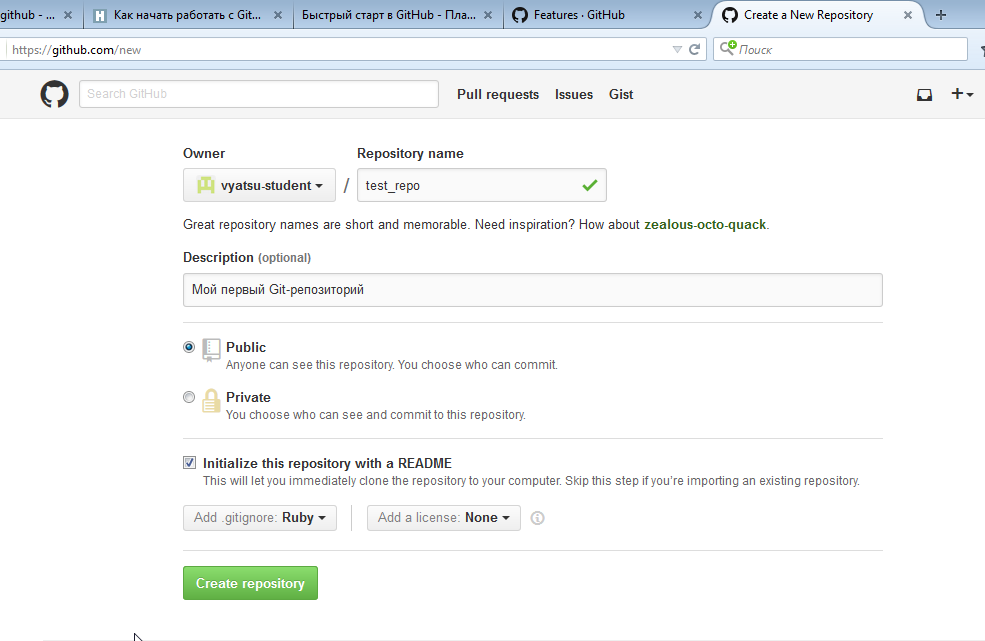 github - ...
Как начать работать с Git...
Быстрый старт в GitHub - Пла...
Features · GitHub
Create a New Repository
https://github.com/new
Поиск
Search GitHub
Pull requests Issues Gist
Owner Repository name
vyatsu-student / test_repo
Great repository names are short and memorable. Need inspiration? How about zealous-octo-quack.
Description (optional)
Мой первый Git-репозиторий
Public
Anyone can see this repository. You choose who can commit.
Private
You choose who can see and commit to this repository.
Initialize this repository with a README
This will let you immediately clone the repository to your computer. Skip this step if you're importing an existing repository.
Add .gitignore: Ruby Add a license: None
Create repository